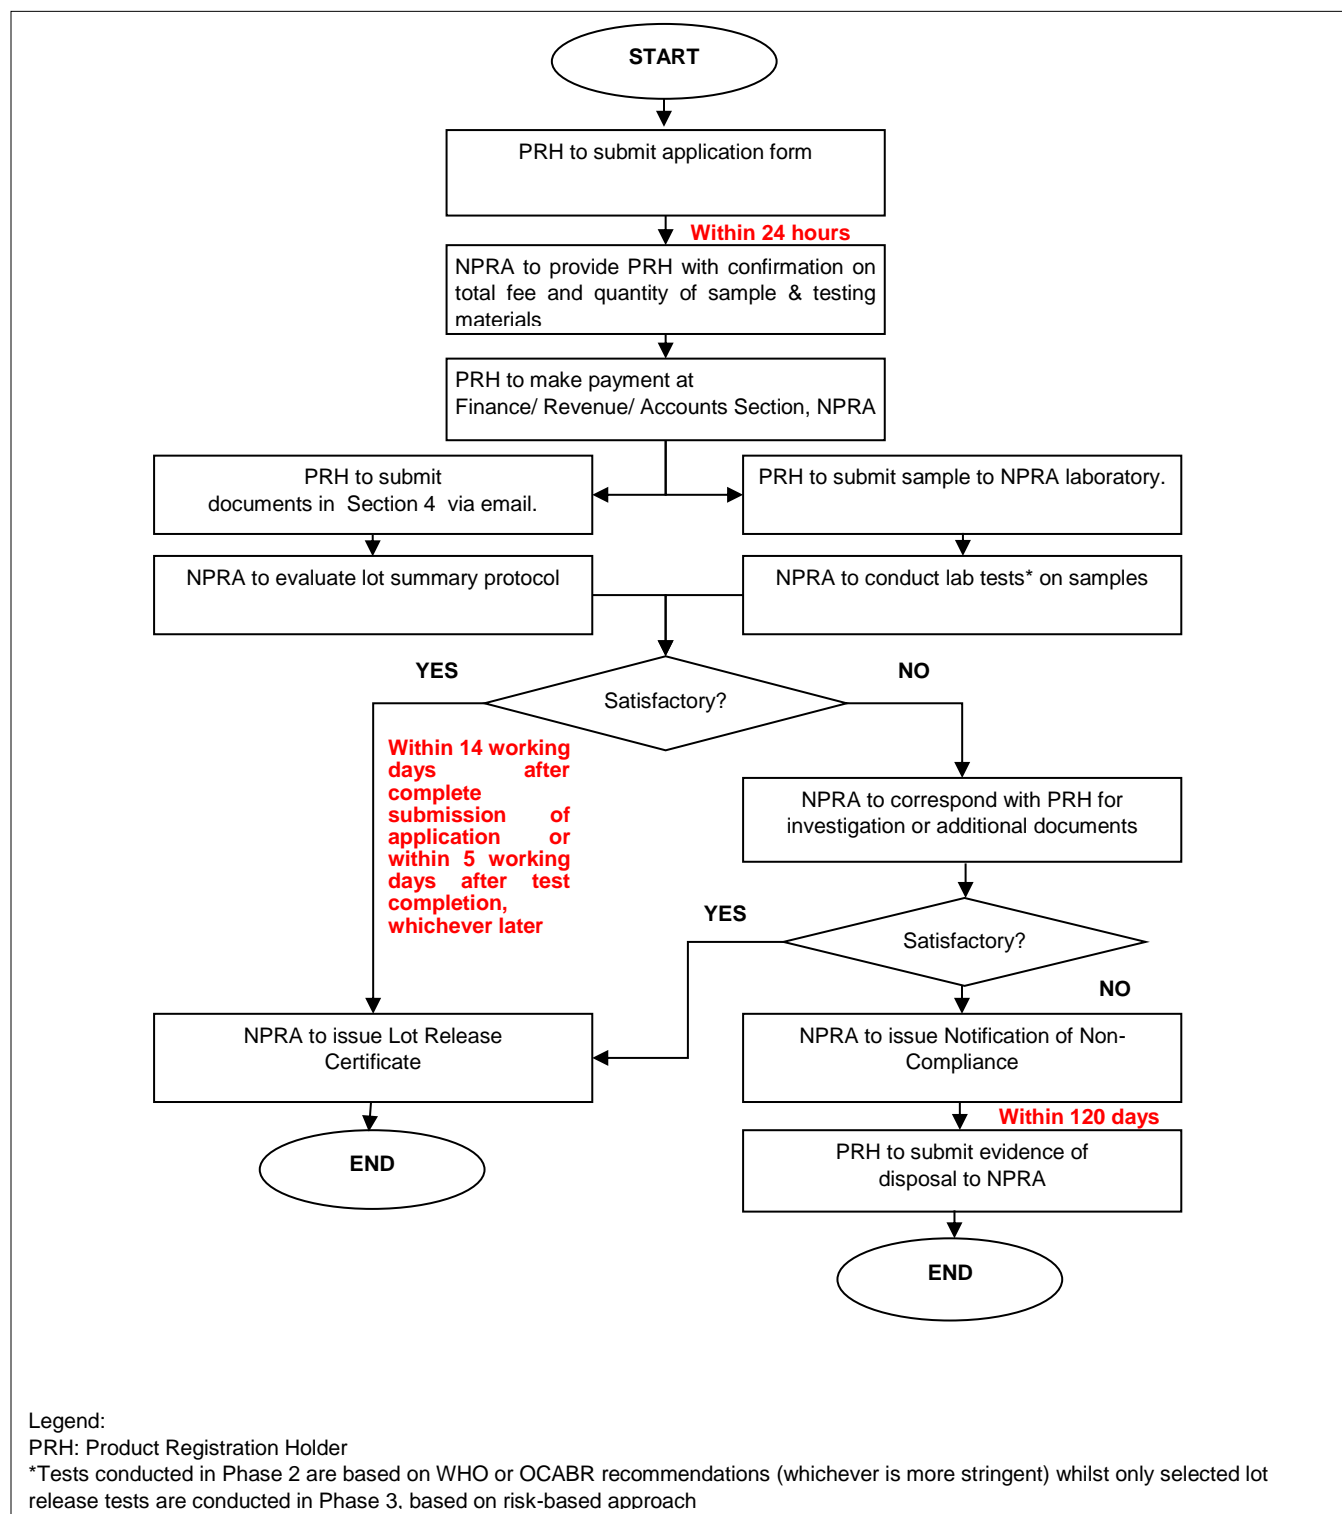 START
PRH to submit application form
Within 24 hours
NPRA to provide PRH with confirmation on
total fee and quantity of sample & testing
materials
PRH to make payment at
Finance/ Revenue/ Accounts Section, NPRA
PRH to submit
documents in Section 4 via email.
PRH to submit sample to NPRA laboratory.
NPRA to evaluate lot summary protocol
NPRA to conduct lab tests* on samples
YES
NO
Satisfactory?
Within 14 working
days after
complete
submission of
application or
within 5 working
days after test
completion,
whichever later
NPRA to correspond with PRH for
investigation or additional documents
YES
Satisfactory?
NO
NPRA to issue Lot Release
Certificate
NPRA to issue Notification of Non-
Compliance
Within 120 days
END
PRH to submit evidence of
disposal to NPRA
END
Legend:
PRH: Product Registration Holder
*Tests conducted in Phase 2 are based on WHO or OCABR recommendations (whichever is more stringent) whilst only selected lot
release tests are conducted in Phase 3, based on risk-based approach